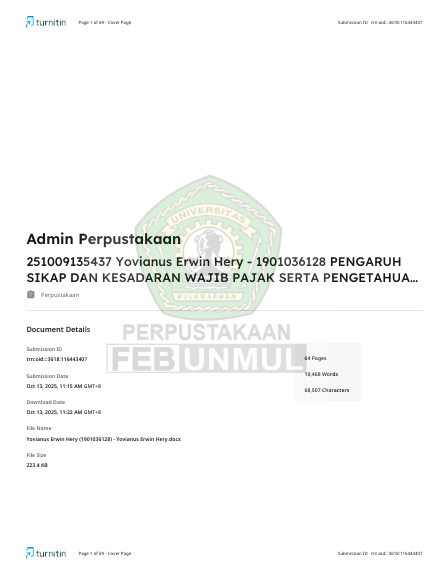 turnitin Page 1 of 69 - Cover Page Submission ID trn:oid:::3618:116443407
UNIVERSITAS
MULAWARMAN
Admin Perpustakaan
251009135437 Yovianus Erwin Hery - 1901036128 PENGARUH
SIKAP DAN KESADARAN WAJIB PAJAK SERTA PENGETAHUA...
Perpustakaan
PERPUSTAKAAN
FEB UNMUL
Document Details
Submission ID
trn:oid:::3618:116443407
Submission Date
Oct 13, 2025, 11:15 AM GMT+8
Download Date
Oct 13, 2025, 11:22 AM GMT+8
File Name
Yovianus Erwin Hery (1901036128) - Yovianus Erwin Hery.docx
File Size
223.4 KB
64 Pages
10,468 Words
68,507 Characters
turnitin Page 1 of 69 - Cover Page Submission ID trn:oid:::3618:116443407